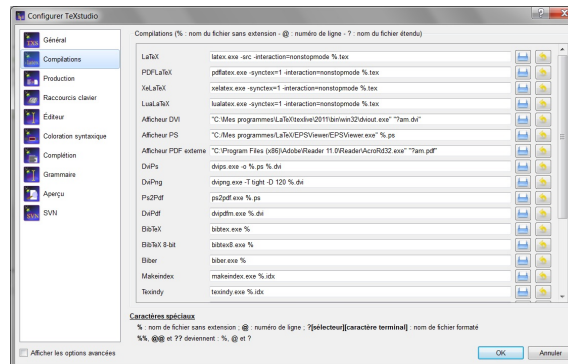 Configurer TeXstudio
Général
Compilations
Production
Raccourcis clavier
Éditeur
Coloration syntaxique
Complétion
Grammaire
Aperçu
SVN
Compilations (% : nom du fichier sans extension - @ : numéro de ligne - ? : nom du fichier étendu)
LaTeX latex.exe -src -interaction=nonstopmode %.tex
PDFLaTeX pdflatex.exe -synctex=1 -interaction=nonstopmode %.tex
XeLaTeX xelatex.exe -synctex=1 -interaction=nonstopmode %.tex
LuaLaTeX lualatex.exe -synctex=1 -interaction=nonstopmode %.tex
Afficheur DVI "C:\Mes programmes\LaTeX\texlive\2011\bin\win32\dviout.exe" "?am.dvi"
Afficheur PS "C:\Mes programmes/LaTeX/EPSViewer/EPSViewer.exe" %.ps
Afficheur PDF externe "C:\Program Files (x86)\Adobe\Reader 11.0\Reader\AcroRd32.exe" "?am.pdf"
DviPs dvips.exe -o %.ps %.dvi
DviPng dvipng.exe -T tight -D 120 %.dvi
Ps2Pdf ps2pdf.exe %.ps
DviPdf dvipdfm.exe %.dvi
BibTeX bibtex.exe %
BibTeX 8-bit bibtex8.exe %
Biber biber.exe %
Makeindex makeindex.exe %.idx
Texindy texindy.exe %.idx
Caractères spéciaux
% : nom de fichier sans extension ; @ : numéro de ligne ; ?[sélecteur][caractère terminal] : nom de fichier formaté
%%, @@ et ?? deviennent : %, @ et ?
Afficher les options avancées
OK
Annuler